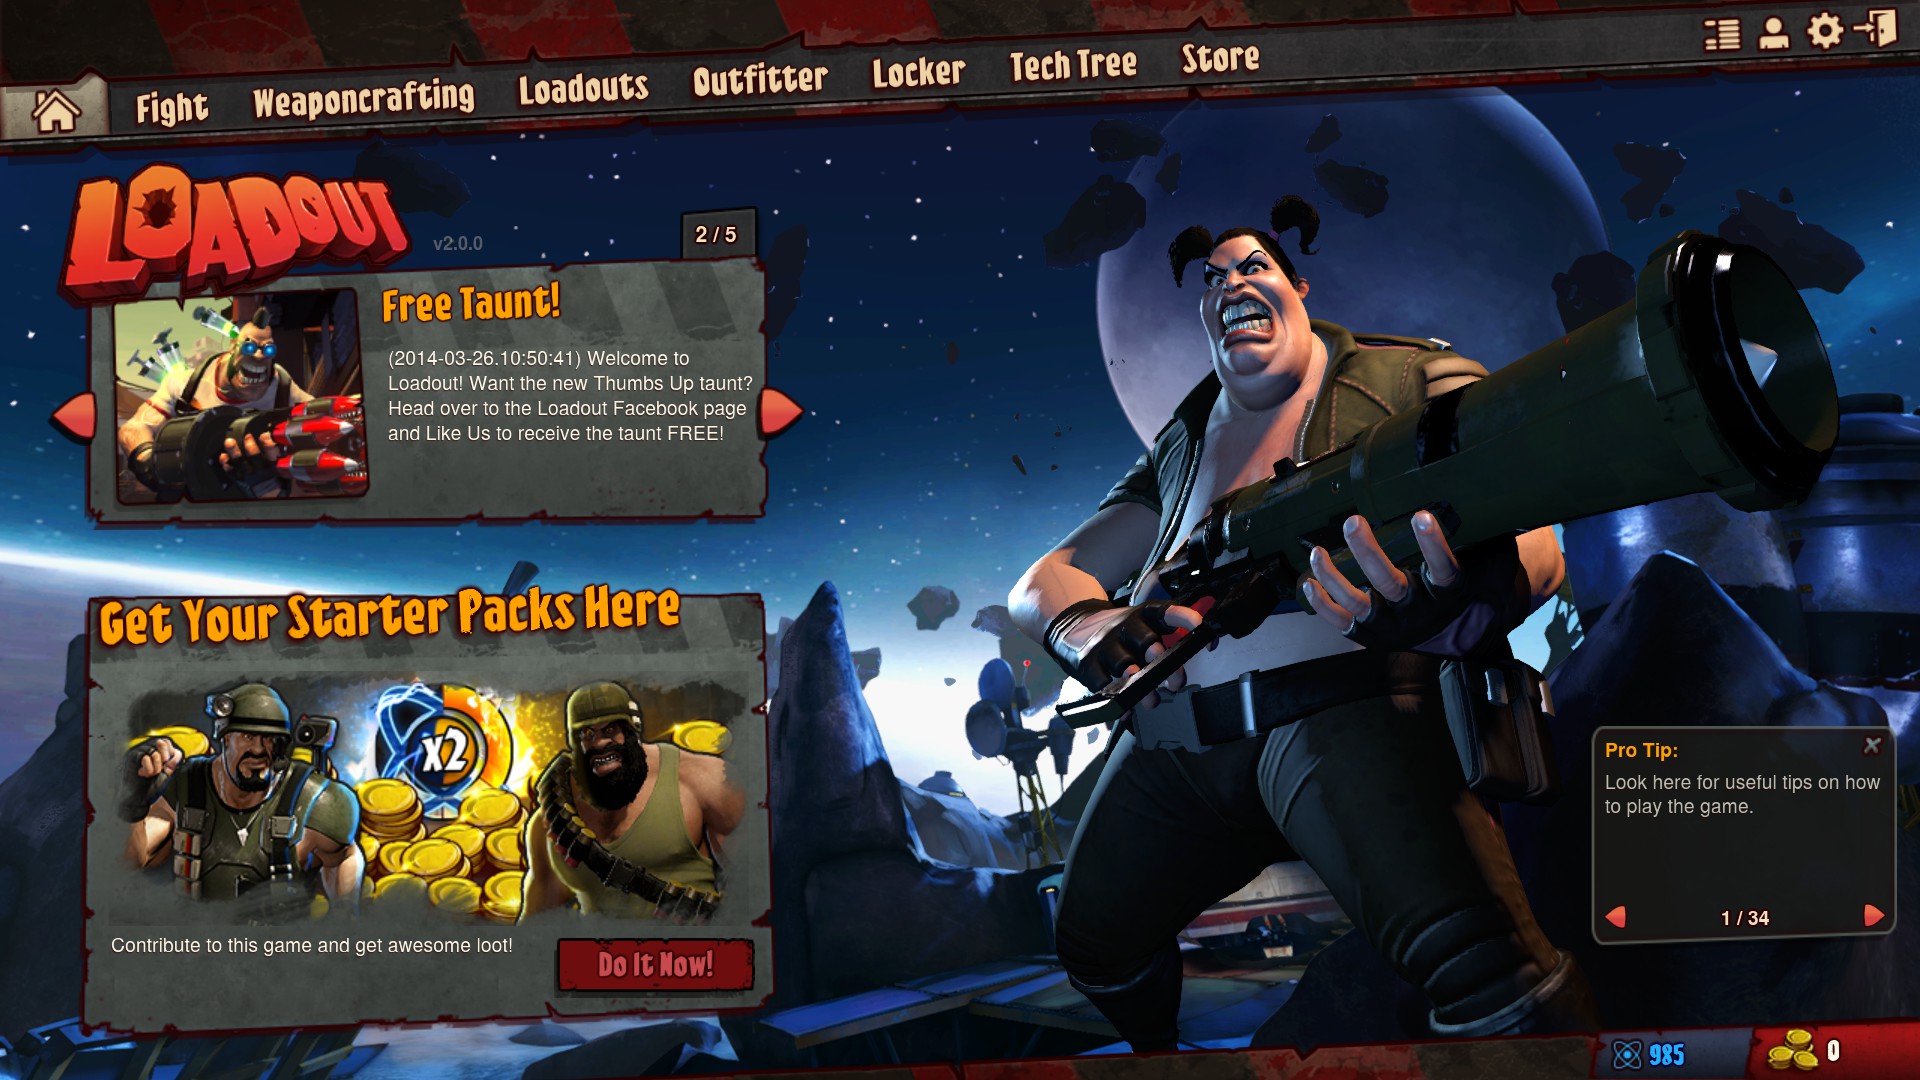 Fight Weaponcrafting Loadouts Outfitter Locker Tech Tree Store
LOADOUT
v2.0.0
2 / 5
Free Taunt!
(2014-03-26.10:50:41) Welcome to
Loadout! Want the new Thumbs Up taunt?
Head over to the Loadout Facebook page
and Like Us to receive the taunt FREE!
Get Your Starter Packs Here
x2
Contribute to this game and get awesome loot!
Do It Now!
Pro Tip:
Look here for useful tips on how
to play the game.
1 / 34
985
0